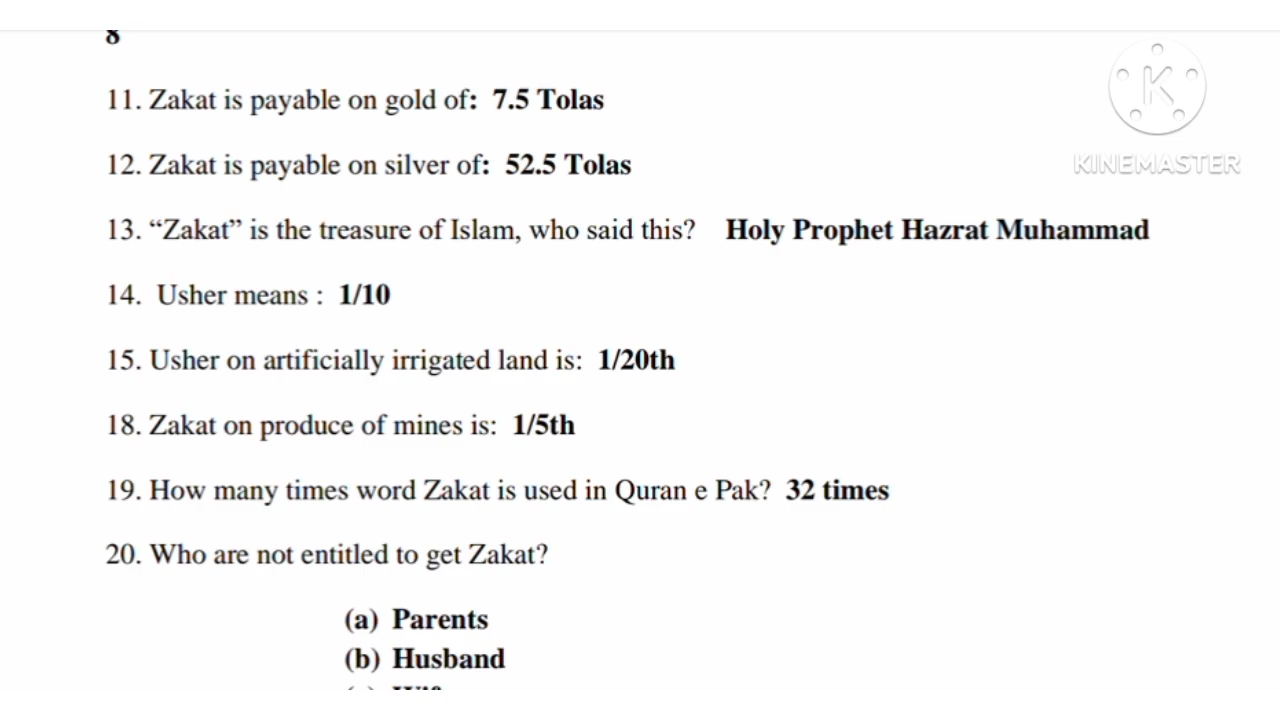 8
11. Zakat is payable on gold of: 7.5 Tolas
K
KINEMASTER
12. Zakat is payable on silver of: 52.5 Tolas
13. “Zakat” is the treasure of Islam, who said this? Holy Prophet Hazrat Muhammad
14. Usher means : 1/10
15. Usher on artificially irrigated land is: 1/20th
18. Zakat on produce of mines is: 1/5th
19. How many times word Zakat is used in Quran e Pak? 32 times
20. Who are not entitled to get Zakat?
(a) Parents
(b) Husband